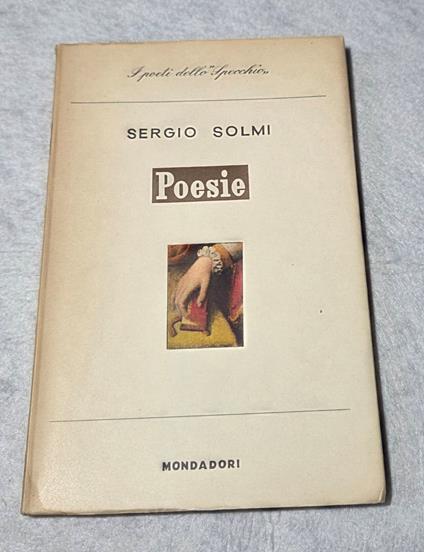 I poeti dello "Specchio„
SERGIO SOLMI
Poesie
MONDADORI